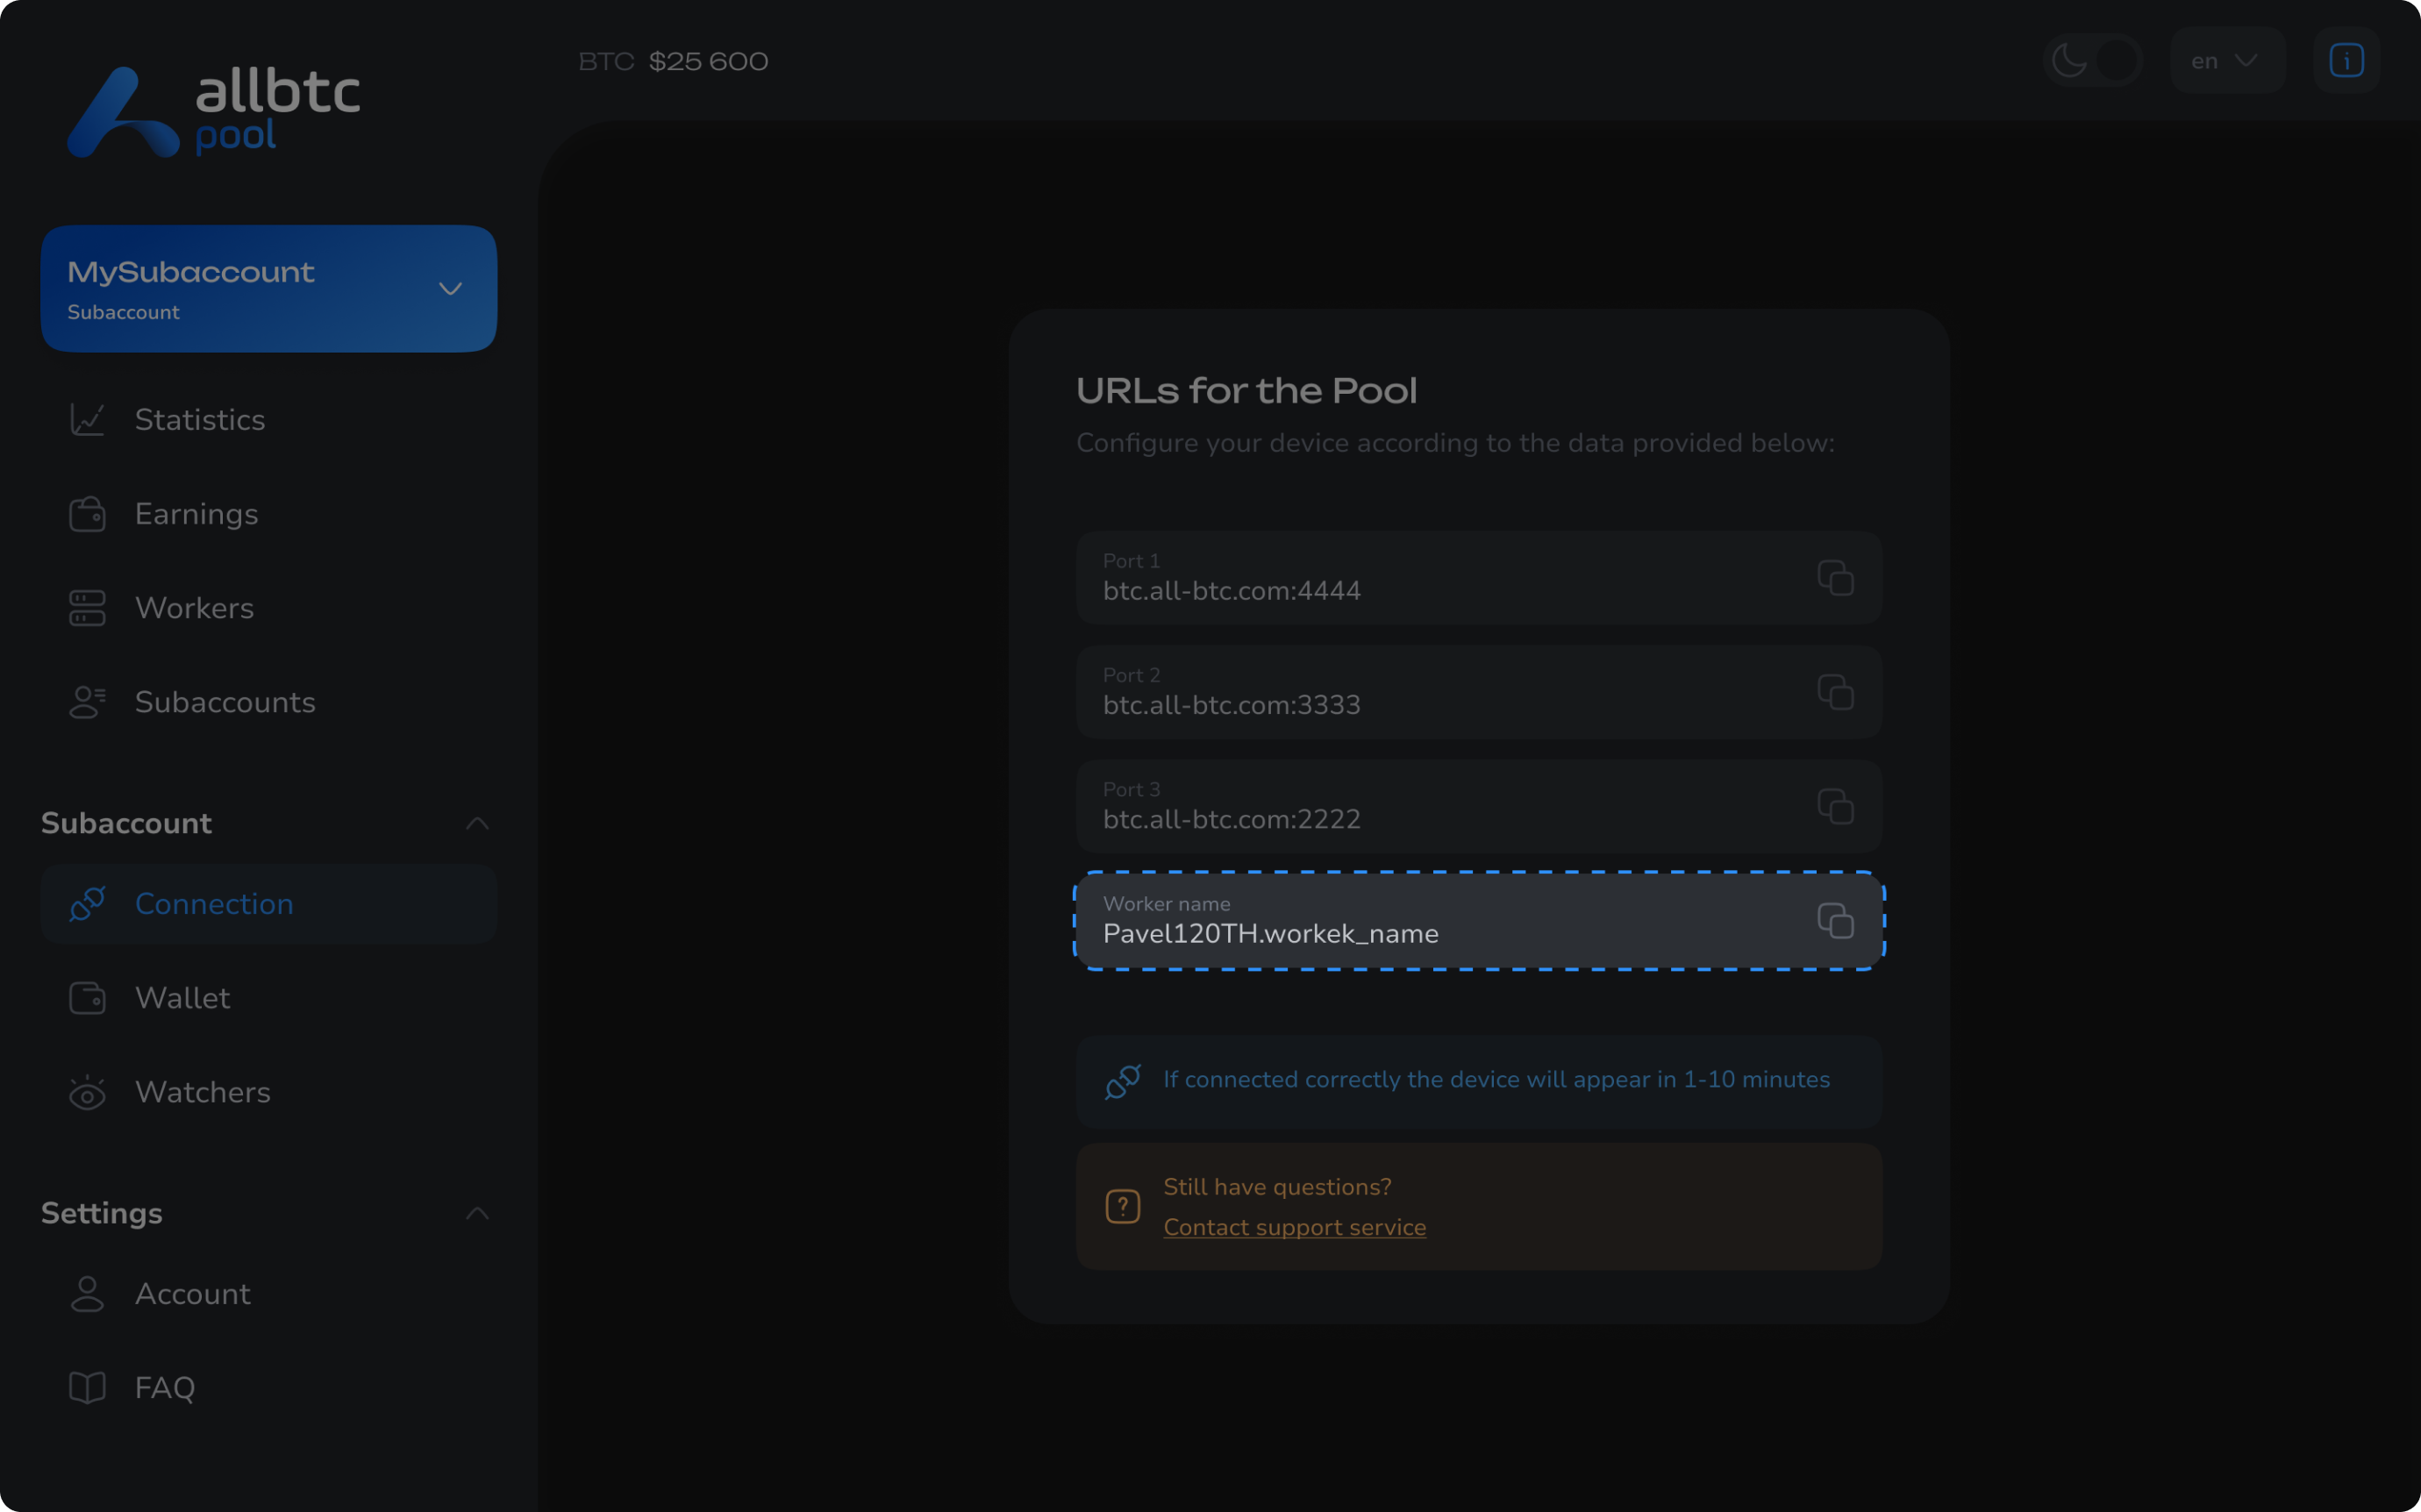 allbtc
pool
BTC $25 600
en
MySubaccount
Subaccount
Statistics
Earnings
Workers
Subaccounts
Subaccount
Connection
Wallet
Watchers
Settings
Account
FAQ
URLs for the Pool
Configure your device according to the data provided below:
Port 1
btc.all-btc.com:4444
Port 2
btc.all-btc.com:3333
Port 3
btc.all-btc.com:2222
Worker name
Pavel120TH.workek_name
If connected correctly the device will appear in 1-10 minutes
Still have questions?
Contact support service